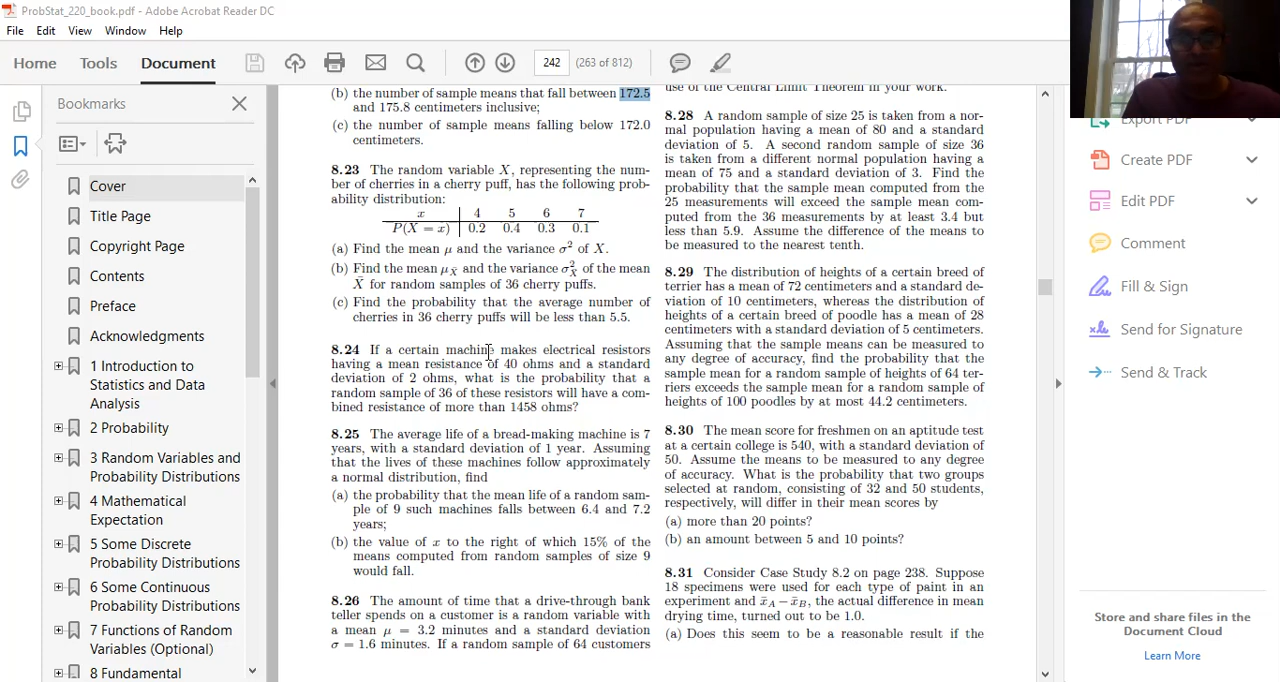 ProbStat_220_book.pdf - Adobe Acrobat Reader DC
File Edit View Window Help
Home Tools Document 242 (263 of 812)
Bookmarks
Cover
Title Page
Copyright Page
Contents
Preface
Acknowledgments
1 Introduction to
Statistics and Data
Analysis
2 Probability
3 Random Variables and
Probability Distributions
4 Mathematical
Expectation
5 Some Discrete
Probability Distributions
6 Some Continuous
Probability Distributions
7 Functions of Random
Variables (Optional)
8 Fundamental
(b) the number of sample means that fall between 172.5
and 175.8 centimeters inclusive;
(c) the number of sample means falling below 172.0
centimeters.
8.23 The random variable X, representing the num-
ber of cherries in a cherry puff, has the following prob-
ability distribution:
x 4 5 6 7
P(X = x) 0.2 0.4 0.3 0.1
(a) Find the mean μ and the variance σ² of X.
(b) Find the mean μ_X̄ and the variance σ²_X̄ of the mean
X̄ for random samples of 36 cherry puffs.
(c) Find the probability that the average number of
cherries in 36 cherry puffs will be less than 5.5.
8.24 If a certain machine makes electrical resistors
having a mean resistance of 40 ohms and a standard
deviation of 2 ohms, what is the probability that a
random sample of 36 of these resistors will have a com-
bined resistance of more than 1458 ohms?
8.25 The average life of a bread-making machine is 7
years, with a standard deviation of 1 year. Assuming
that the lives of these machines follow approximately
a normal distribution, find
(a) the probability that the mean life of a random sam-
ple of 9 such machines falls between 6.4 and 7.2
years;
(b) the value of x to the right of which 15% of the
means computed from random samples of size 9
would fall.
8.26 The amount of time that a drive-through bank
teller spends on a customer is a random variable with
a mean μ = 3.2 minutes and a standard deviation
σ = 1.6 minutes. If a random sample of 64 customers
use of the Central Limit Theorem in your work.
8.28 A random sample of size 25 is taken from a nor-
mal population having a mean of 80 and a standard
deviation of 5. A second random sample of size 36
is taken from a different normal population having a
mean of 75 and a standard deviation of 3. Find the
probability that the sample mean computed from the
25 measurements will exceed the sample mean com-
puted from the 36 measurements by at least 3.4 but
less than 5.9. Assume the difference of the means to
be measured to the nearest tenth.
8.29 The distribution of heights of a certain breed of
terrier has a mean of 72 centimeters and a standard de-
viation of 10 centimeters, whereas the distribution of
heights of a certain breed of poodle has a mean of 28
centimeters with a standard deviation of 5 centimeters.
Assuming that the sample means can be measured to
any degree of accuracy, find the probability that the
sample mean for a random sample of heights of 64 ter-
riers exceeds the sample mean for a random sample of
heights of 100 poodles by at most 44.2 centimeters.
8.30 The mean score for freshmen on an aptitude test
at a certain college is 540, with a standard deviation of
50. Assume the means to be measured to any degree
of accuracy. What is the probability that two groups
selected at random, consisting of 32 and 50 students,
respectively, will differ in their mean scores by
(a) more than 20 points?
(b) an amount between 5 and 10 points?
8.31 Consider Case Study 8.2 on page 238. Suppose
18 specimens were used for each type of paint in an
experiment and x̄_A − x̄_B, the actual difference in mean
drying time, turned out to be 1.0.
(a) Does this seem to be a reasonable result if the
Export PDF
Create PDF
Edit PDF
Comment
Fill & Sign
Send for Signature
Send & Track
Store and share files in the
Document Cloud
Learn More